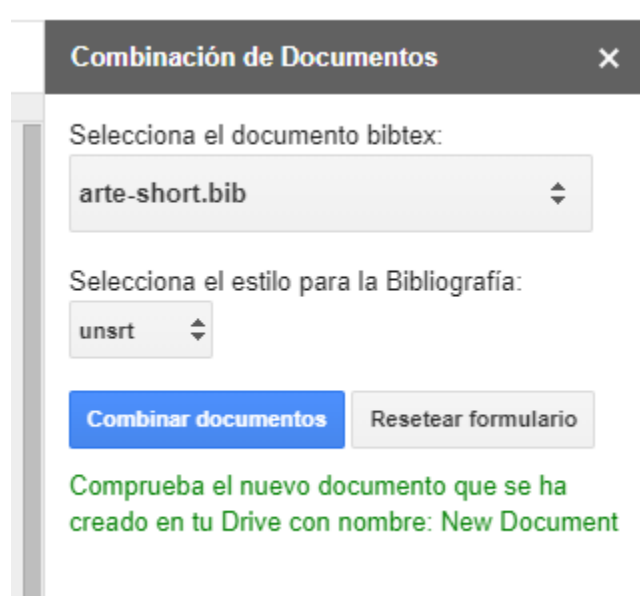 Combinación de Documentos ×
Selecciona el documento bibtex:
arte-short.bib
Selecciona el estilo para la Bibliografía:
unsrt
Combinar documentos Resetear formulario
Comprueba el nuevo documento que se ha
creado en tu Drive con nombre: New Document